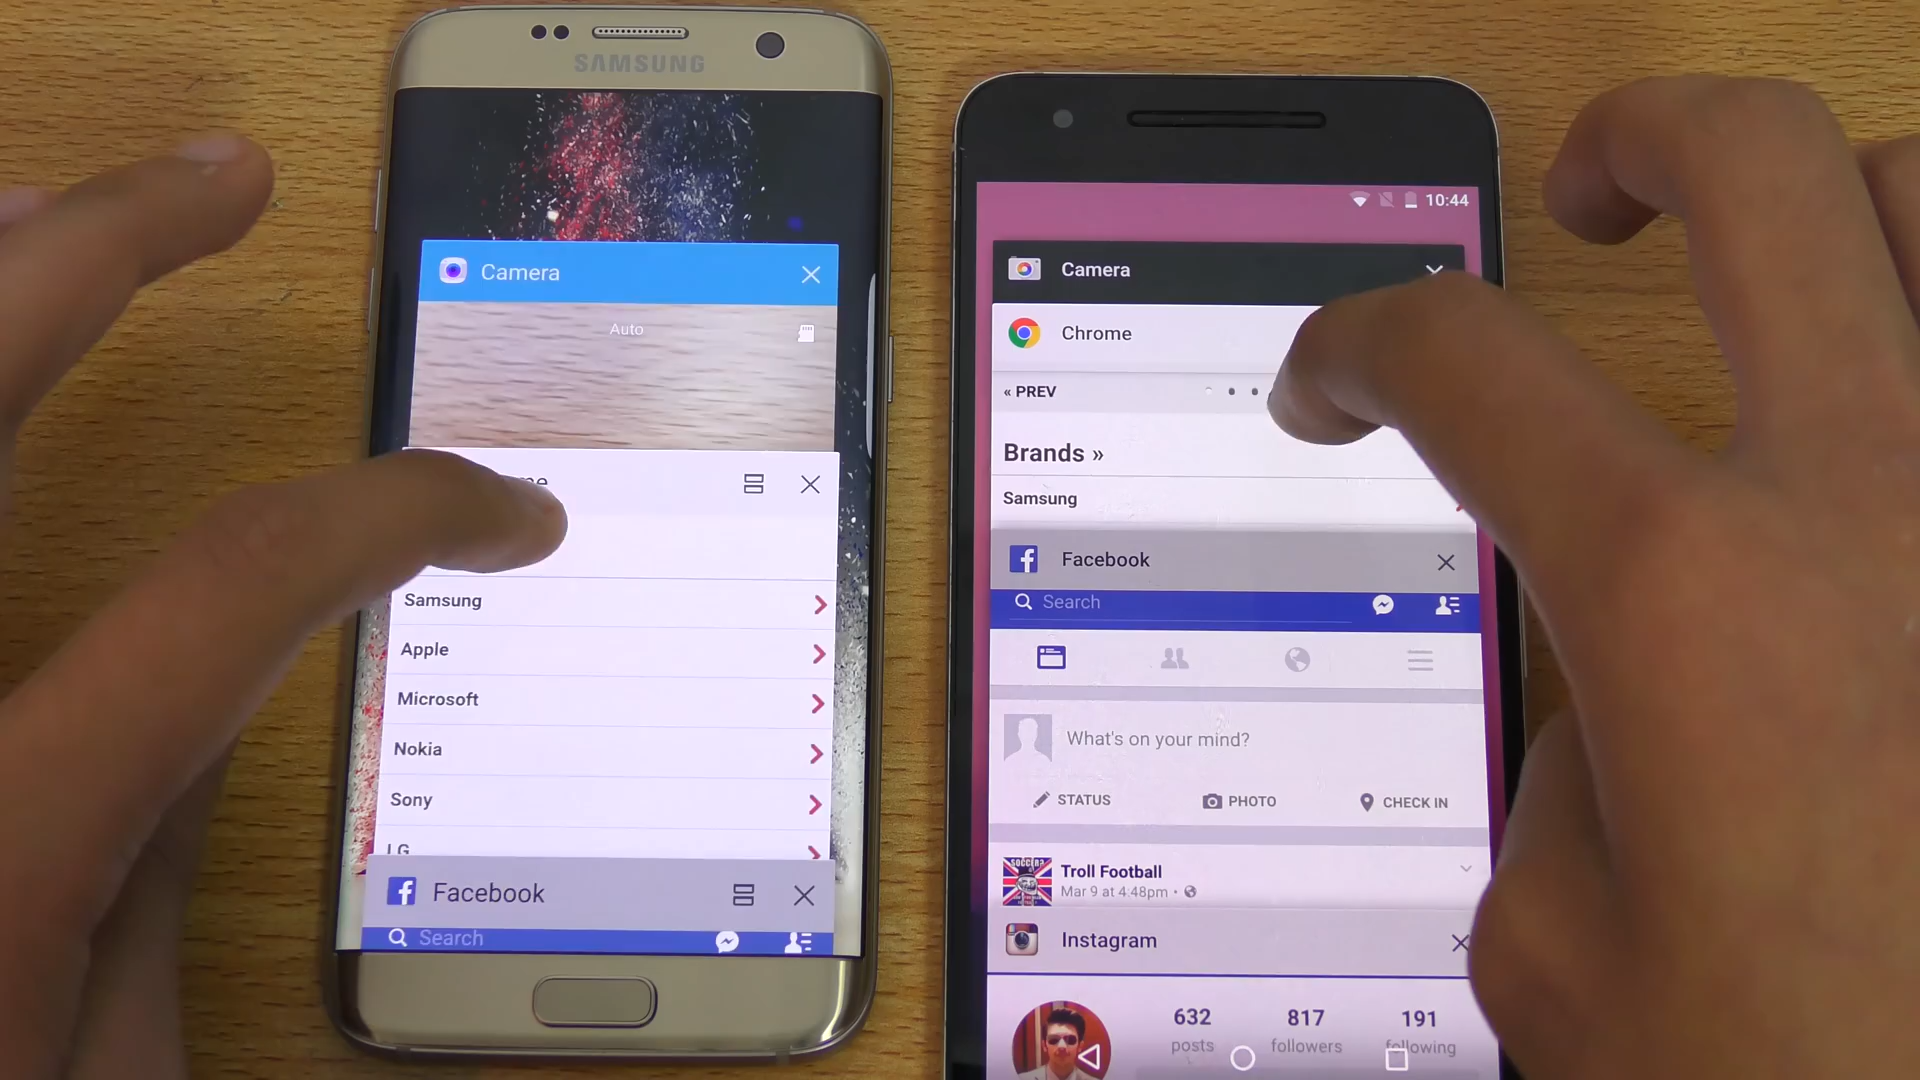 SAMSUNG
Camera
Auto
Samsung
Apple
Microsoft
Nokia
Sony
LG
Facebook
Search
10:44
Camera
Chrome
« PREV
Brands »
Samsung
Facebook
Search
What's on your mind?
STATUS PHOTO CHECK IN
Troll Football
Mar 9 at 4:48pm •
Instagram
632 817 191
posts followers following